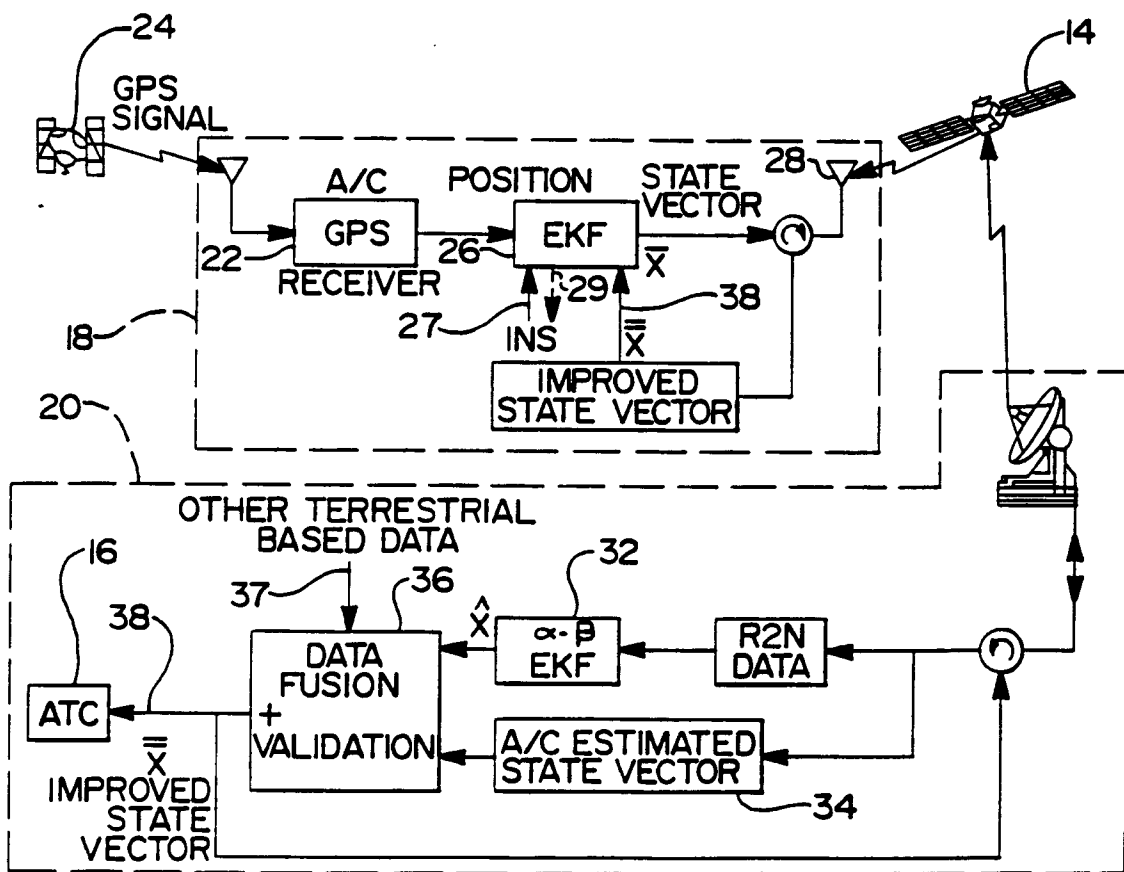 24
14
GPS
SIGNAL
28
A/C
POSITION
STATE
VECTOR
GPS
EKF
22
26
X̅
RECEIVER
29
38
27
INS
X̿
18
IMPROVED
STATE VECTOR
20
OTHER TERRESTRIAL
BASED DATA
16
37
36
32
38
X̂
α-β
EKF
R2N
DATA
DATA
FUSION
+
VALIDATION
ATC
A/C ESTIMATED
STATE VECTOR
X̿
IMPROVED
STATE
VECTOR
34